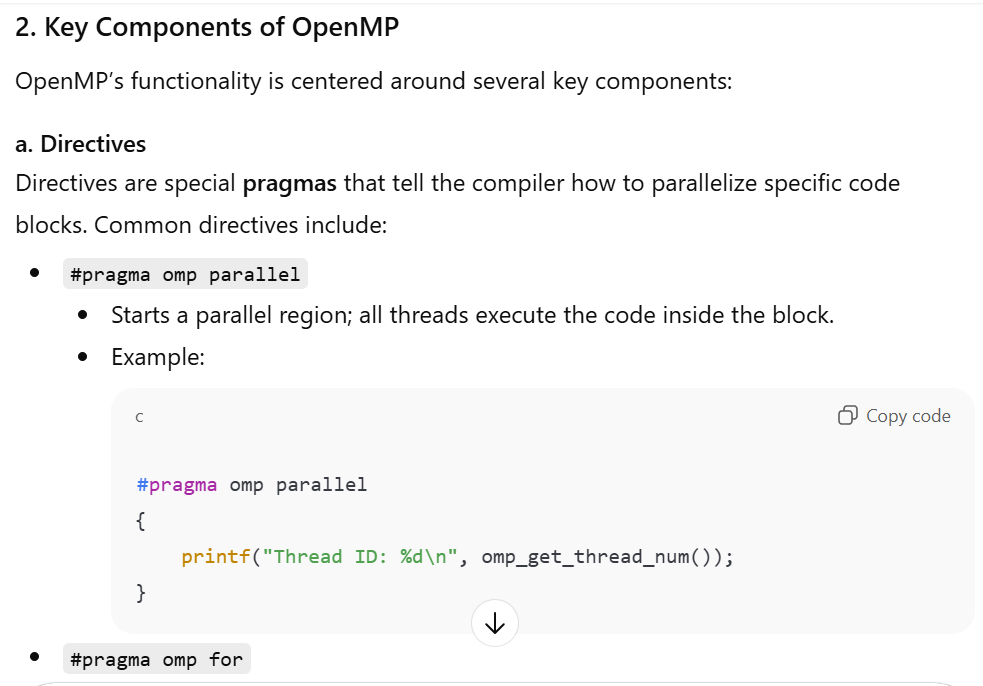 2. Key Components of OpenMP
OpenMP’s functionality is centered around several key components:
a. Directives
Directives are special pragmas that tell the compiler how to parallelize specific code
blocks. Common directives include:
#pragma omp parallel
Starts a parallel region; all threads execute the code inside the block.
Example:
c Copy code
#pragma omp parallel
{
printf("Thread ID: %d\n", omp_get_thread_num());
}
#pragma omp for